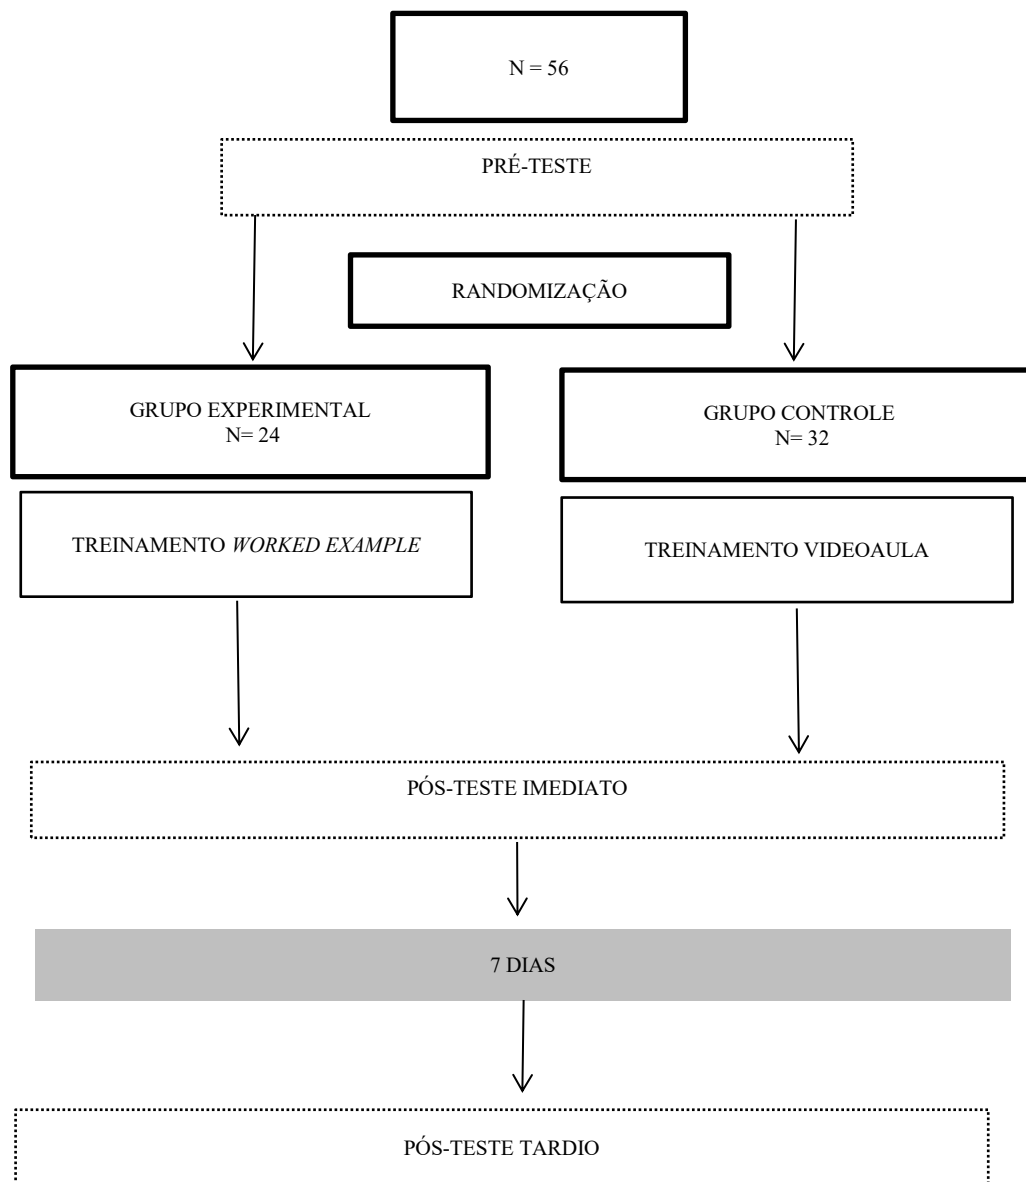 N = 56
PRÉ-TESTE
RANDOMIZAÇÃO
GRUPO EXPERIMENTAL
N= 24
GRUPO CONTROLE
N= 32
TREINAMENTO WORKED EXAMPLE
TREINAMENTO VIDEOAULA
PÓS-TESTE IMEDIATO
7 DIAS
PÓS-TESTE TARDIO